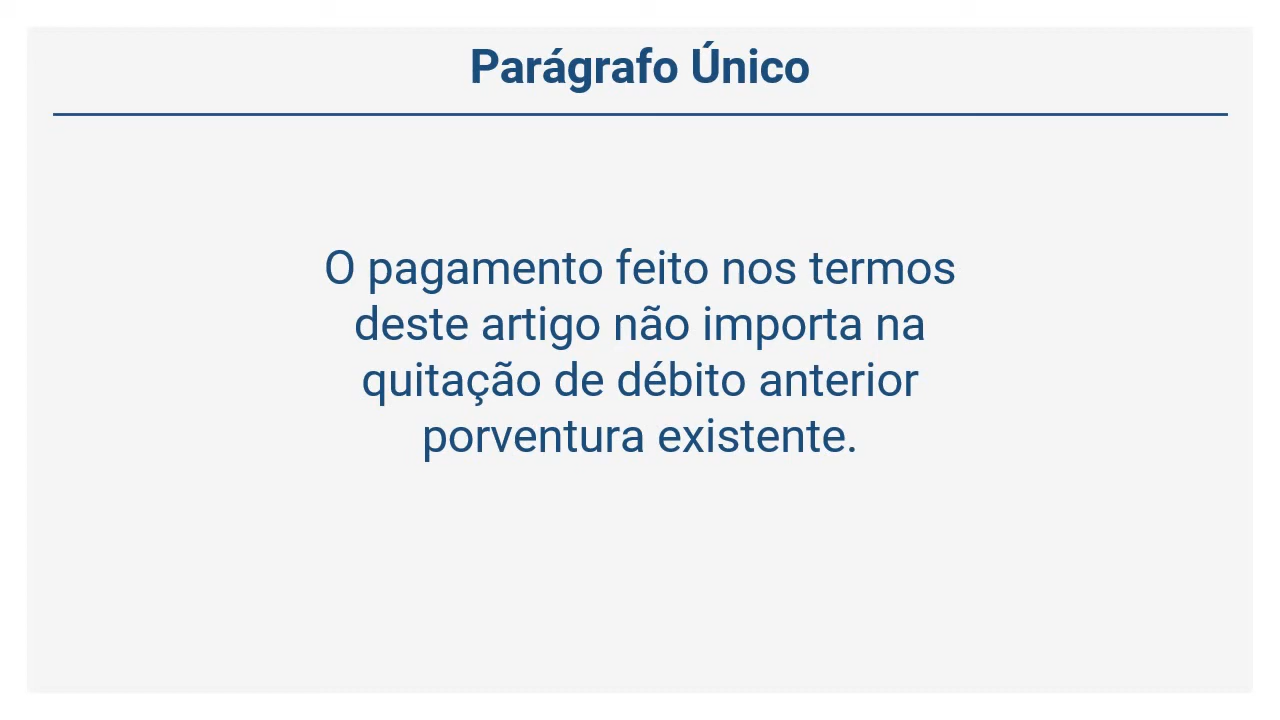 Parágrafo Único
O pagamento feito nos termos
deste artigo não importa na
quitação de débito anterior
porventura existente.